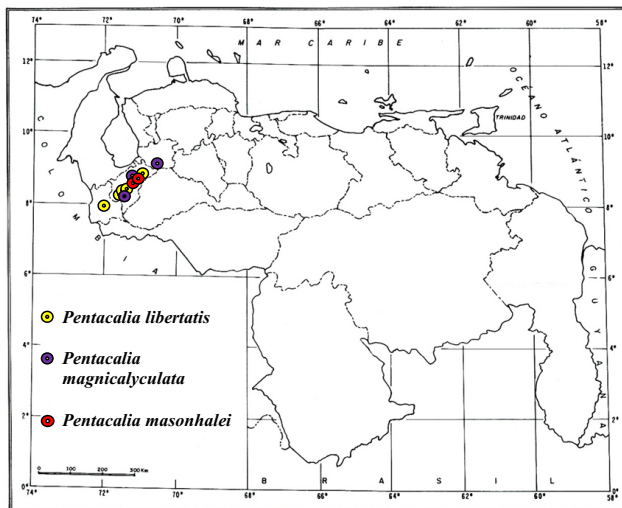 74° 72° 70° 68° 66° 64° 62° 60° 58°
MAR CARIBE
12° 12°
OCÉANO ATLÁNTICO
TRINIDAD
10° 10°
COLOMBIA
8° 8°
6° 6°
GUYANA
Pentacalia libertatis
4° 4°
Pentacalia
magnicalyculata
2° 2°
Pentacalia masonhalei
0 100 200 300 Km
0° 0°
BRASIL
74° 72° 70° 68° 66° 64° 62° 60° 58°